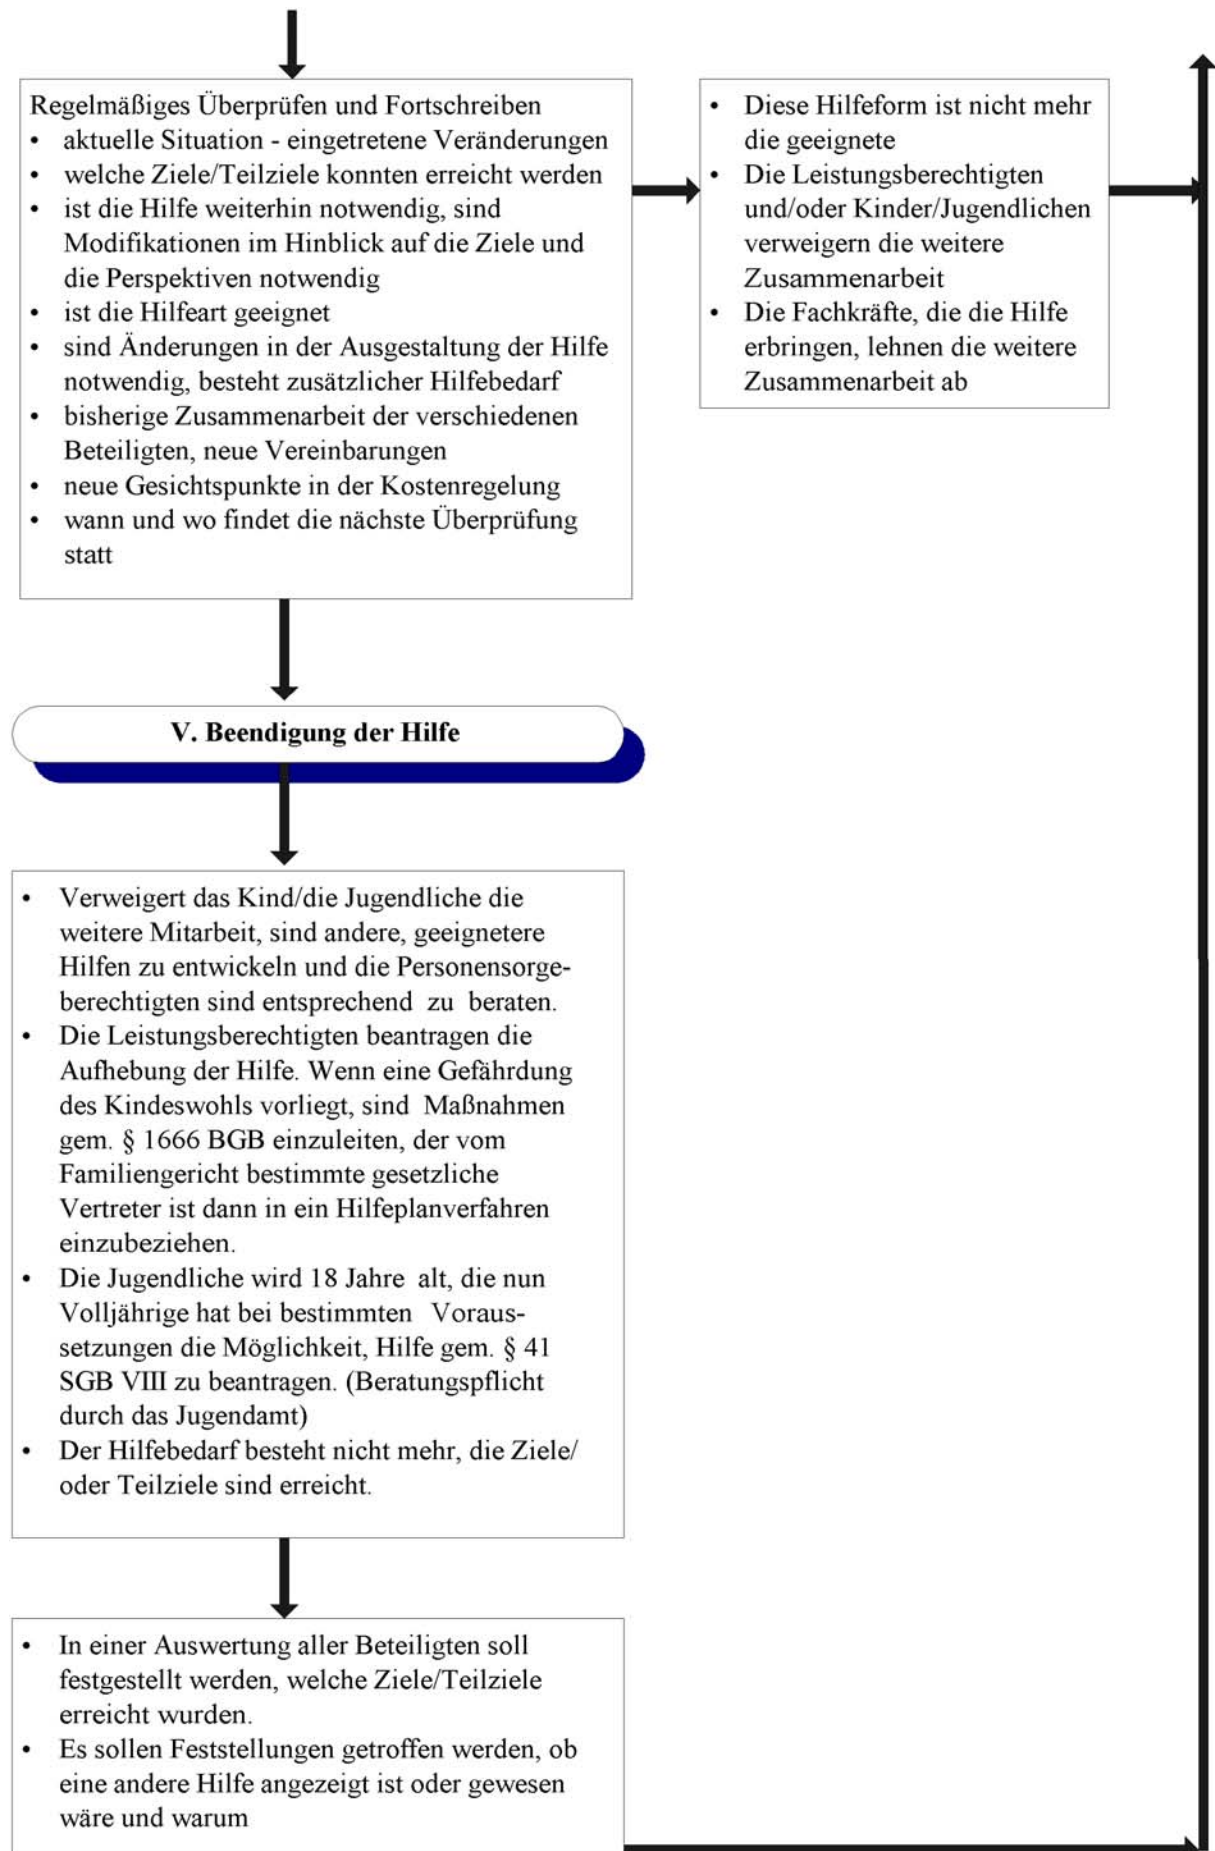 Regelmäßiges Überprüfen und Fortschreiben
• aktuelle Situation - eingetretene Veränderungen
• welche Ziele/Teilziele konnten erreicht werden
• ist die Hilfe weiterhin notwendig, sind
Modifikationen im Hinblick auf die Ziele und
die Perspektiven notwendig
• ist die Hilfeart geeignet
• sind Änderungen in der Ausgestaltung der Hilfe
notwendig, besteht zusätzlicher Hilfebedarf
• bisherige Zusammenarbeit der verschiedenen
Beteiligten, neue Vereinbarungen
• neue Gesichtspunkte in der Kostenregelung
• wann und wo findet die nächste Überprüfung
statt
• Diese Hilfeform ist nicht mehr
die geeignete
• Die Leistungsberechtigten
und/oder Kinder/Jugendlichen
verweigern die weitere
Zusammenarbeit
• Die Fachkräfte, die die Hilfe
erbringen, lehnen die weitere
Zusammenarbeit ab
V. Beendigung der Hilfe
• Verweigert das Kind/die Jugendliche die
weitere Mitarbeit, sind andere, geeignetere
Hilfen zu entwickeln und die Personensorge-
berechtigten sind entsprechend zu beraten.
• Die Leistungsberechtigten beantragen die
Aufhebung der Hilfe. Wenn eine Gefährdung
des Kindeswohls vorliegt, sind Maßnahmen
gem. § 1666 BGB einzuleiten, der vom
Familiengericht bestimmte gesetzliche
Vertreter ist dann in ein Hilfeplanverfahren
einzubeziehen.
• Die Jugendliche wird 18 Jahre alt, die nun
Volljährige hat bei bestimmten Voraus-
setzungen die Möglichkeit, Hilfe gem. § 41
SGB VIII zu beantragen. (Beratungspflicht
durch das Jugendamt)
• Der Hilfebedarf besteht nicht mehr, die Ziele/
oder Teilziele sind erreicht.
• In einer Auswertung aller Beteiligten soll
festgestellt werden, welche Ziele/Teilziele
erreicht wurden.
• Es sollen Feststellungen getroffen werden, ob
eine andere Hilfe angezeigt ist oder gewesen
wäre und warum